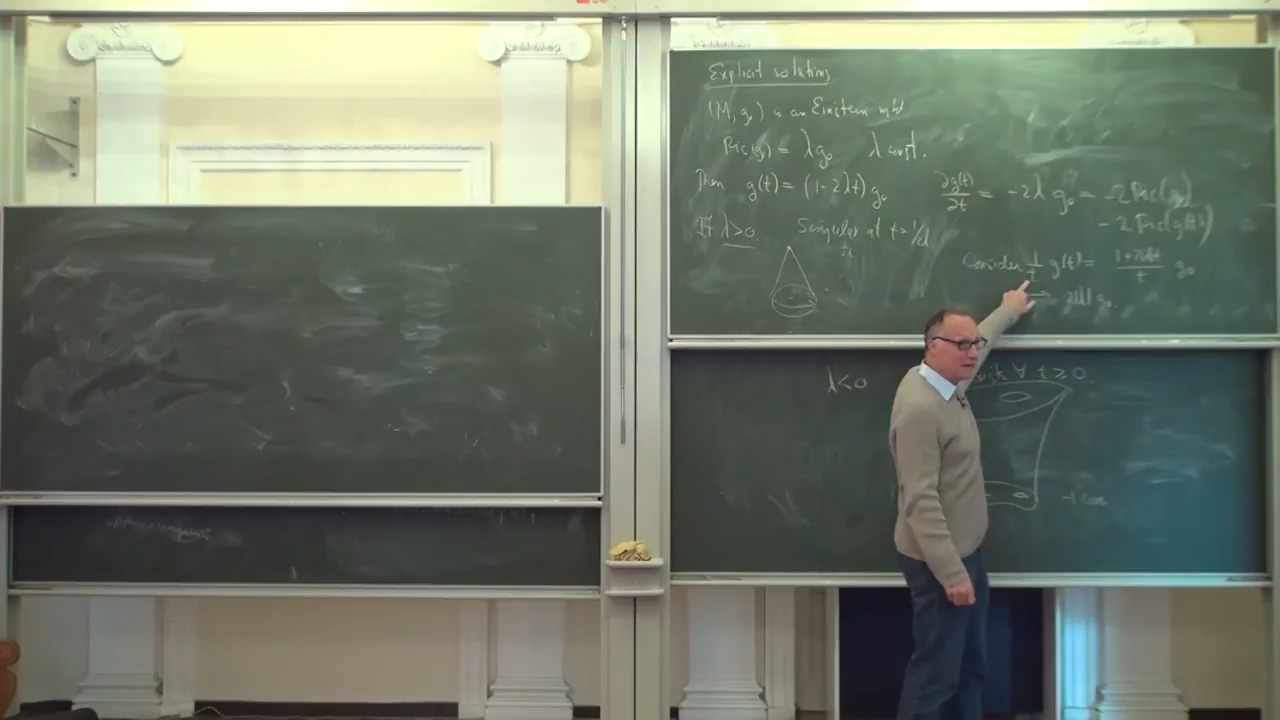 Explicit solutions
(M, g₀) is an Einstein mfd
Ric(g₀) = λg₀ λ const.
Then g(t) = (1-2λt) g₀ ∂g(t)/∂t = -2λ g₀ = -2 Ric(g₀)
-2 Ric(g(t))
If λ>0. Singular at t = 1/2λ
Consider 1/t g(t) = 1+2|λ|t / t g₀
→ 2|λ| g₀.
λ<0 ∀ t ≥ 0.